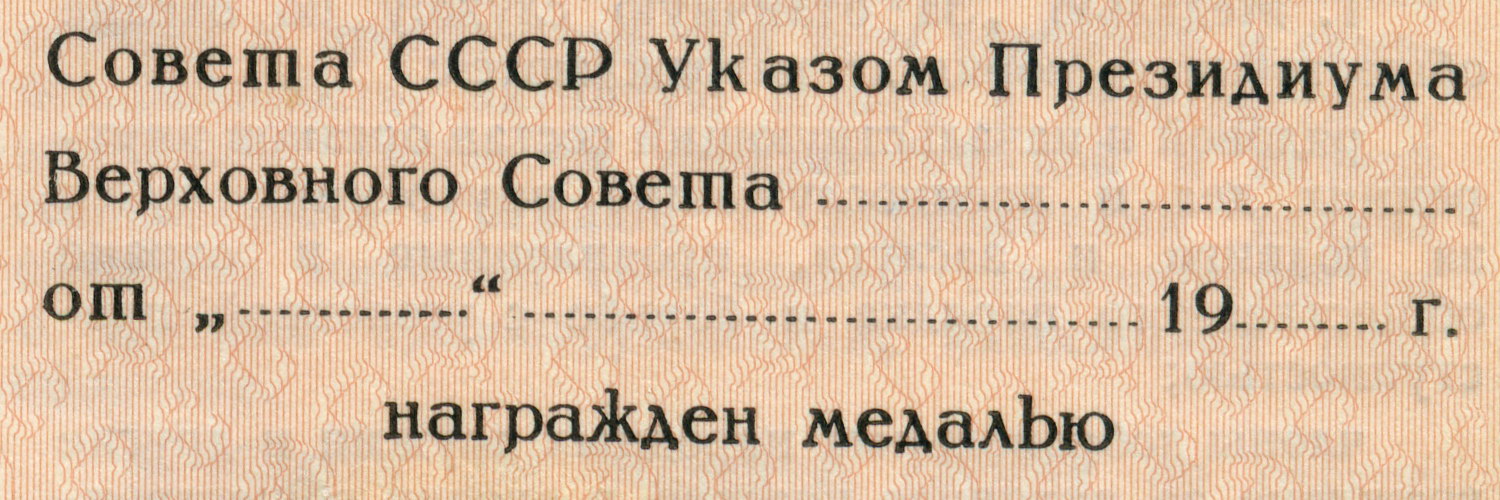 Совета СССР Указом Президиума
Верховного Совета ........................................
от „..............“ ........................................ 19......... г.
награжден медалью